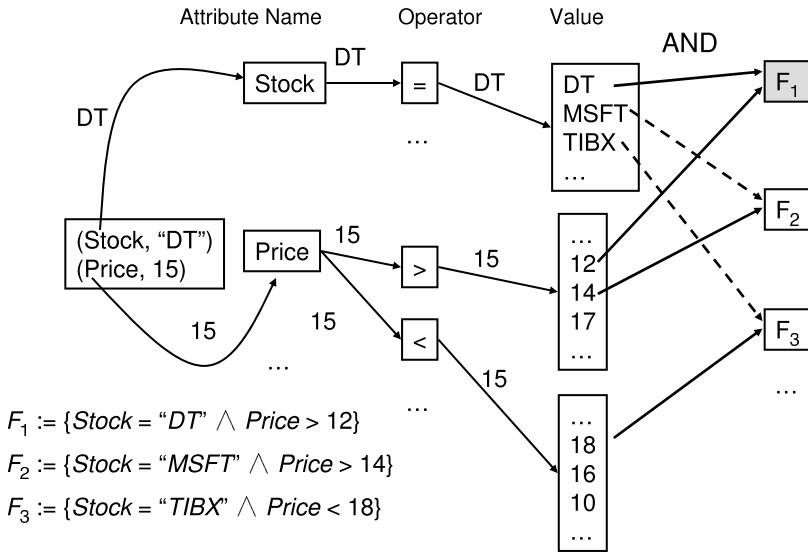 Attribute Name Operator Value
AND
DT
Stock
=
DT
DT
MSFT
TIBX
…
F1
DT
…
F2
(Stock, “DT”)
(Price, 15)
Price
15
>
15
…
12
14
17
…
15
15
<
F3
…
15
…
…
F1 := {Stock = “DT” ∧ Price > 12}
F2 := {Stock = “MSFT” ∧ Price > 14}
F3 := {Stock = “TIBX” ∧ Price < 18}
…
18
16
10
…